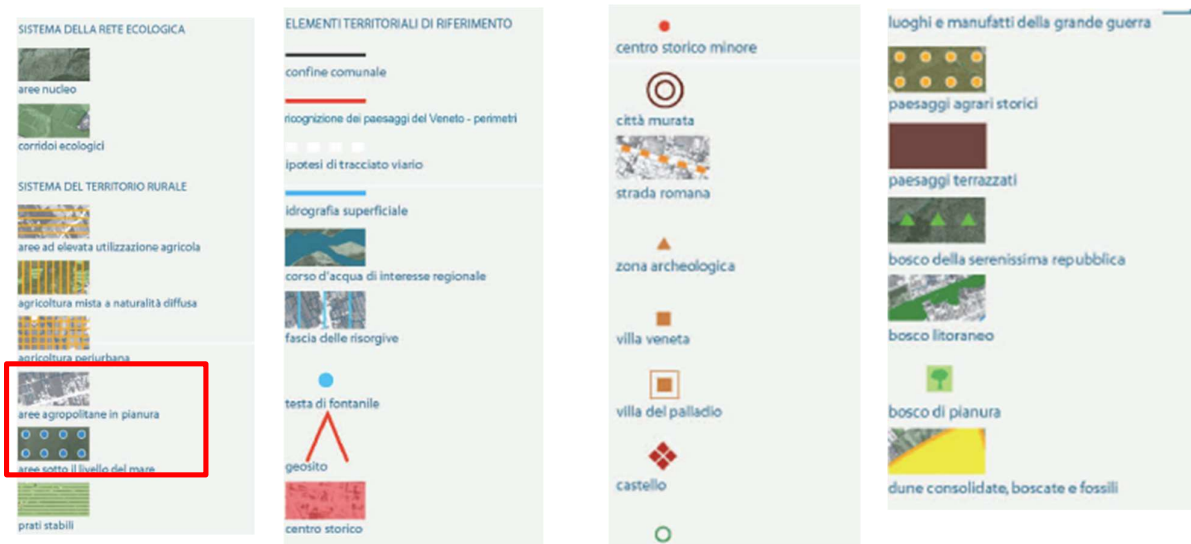 SISTEMA DELLA RETE ECOLOGICA
aree nucleo
corridoi ecologici
SISTEMA DEL TERRITORIO RURALE
aree ad elevata utilizzazione agricola
agricoltura mista a naturalità diffusa
agricoltura periurbana
aree agropolitane in pianura
aree sotto il livello del mare
prati stabili
ELEMENTI TERRITORIALI DI RIFERIMENTO
confine comunale
ricognizione dei paesaggi del Veneto - perimetri
ipotesi di tracciato viario
idrografia superficiale
corso d'acqua di interesse regionale
fascia delle risorgive
testa di fontanile
geosito
centro storico
centro storico minore
città murata
strada romana
zona archeologica
villa veneta
villa del palladio
castello
luoghi e manufatti della grande guerra
paesaggi agrari storici
paesaggi terrazzati
bosco della serenissima repubblica
bosco litoraneo
bosco di pianura
dune consolidate, boscate e fossili